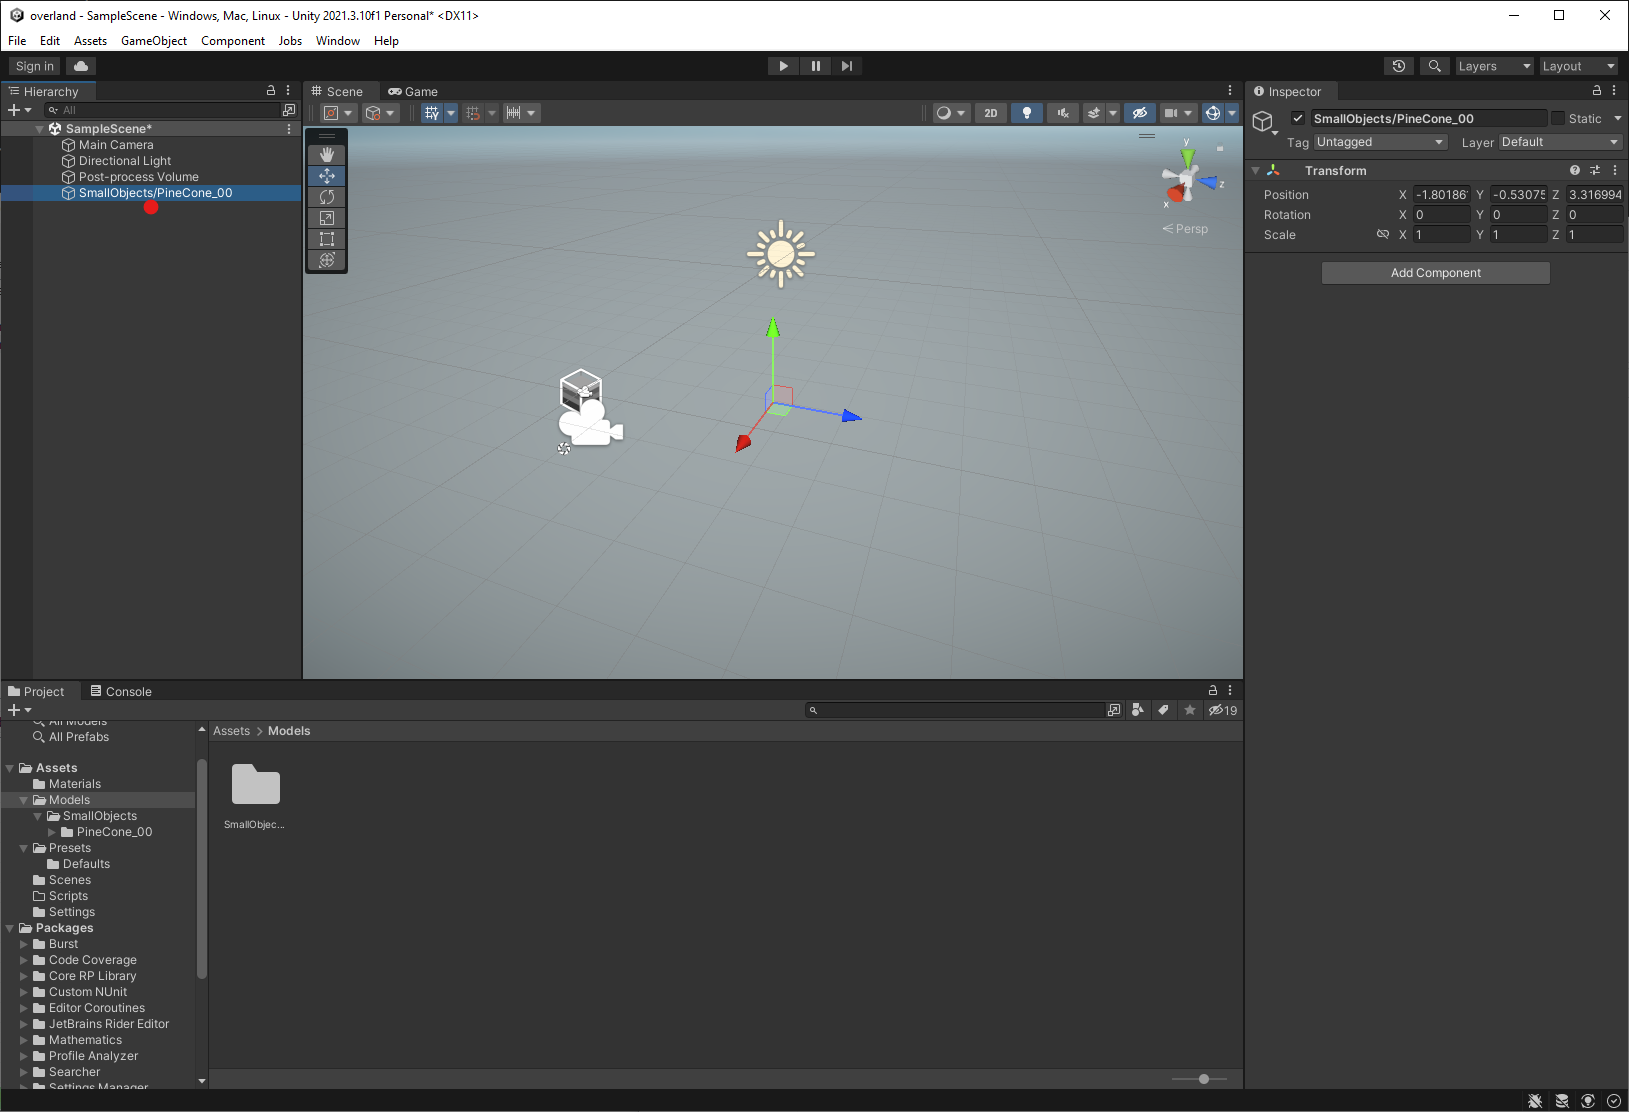 overland - SampleScene - Windows, Mac, Linux - Unity 2021.3.10f1 Personal* <DX11>
File Edit Assets GameObject Component Jobs Window Help
Sign in
Layers
Layout
Hierarchy
All
SampleScene*
Main Camera
Directional Light
Post-process Volume
SmallObjects/PineCone_00
Scene
Game
2D
y
z
x
Persp
Inspector
SmallObjects/PineCone_00
Static
Tag Untagged Layer Default
Transform
Position X -1.80186 Y -0.53075 Z 3.316994
Rotation X 0 Y 0 Z 0
Scale X 1 Y 1 Z 1
Add Component
Project
Console
19
All Models
All Prefabs
Assets
Materials
Models
SmallObjects
PineCone_00
Presets
Defaults
Scenes
Scripts
Settings
Packages
Burst
Code Coverage
Core RP Library
Custom NUnit
Editor Coroutines
JetBrains Rider Editor
Mathematics
Profile Analyzer
Searcher
Settings Manager
Assets > Models
SmallObjec...